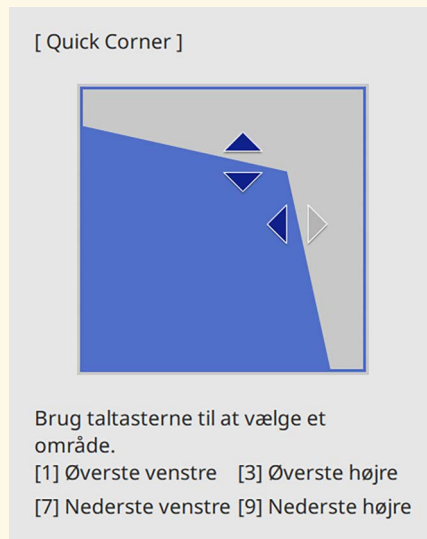 [ Quick Corner ]
Brug taltasterne til at vælge et
område.
[1] Øverste venstre [3] Øverste højre
[7] Nederste venstre [9] Nederste højre